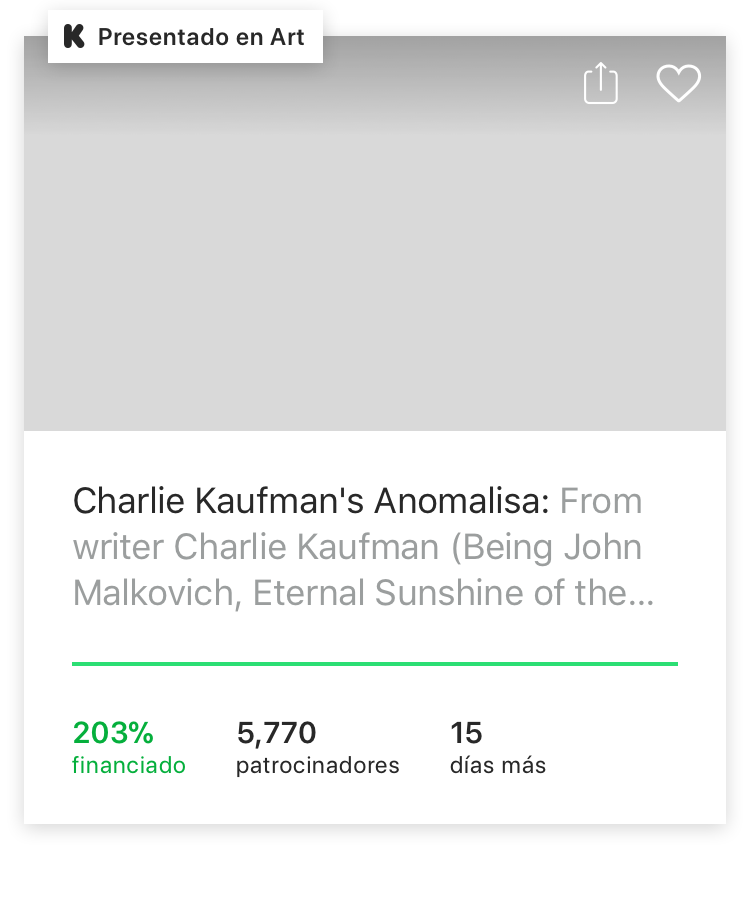 Presentado en Art
Charlie Kaufman's Anomalisa: From
writer Charlie Kaufman (Being John
Malkovich, Eternal Sunshine of the...
203% 5,770 15
financiado patrocinadores días más